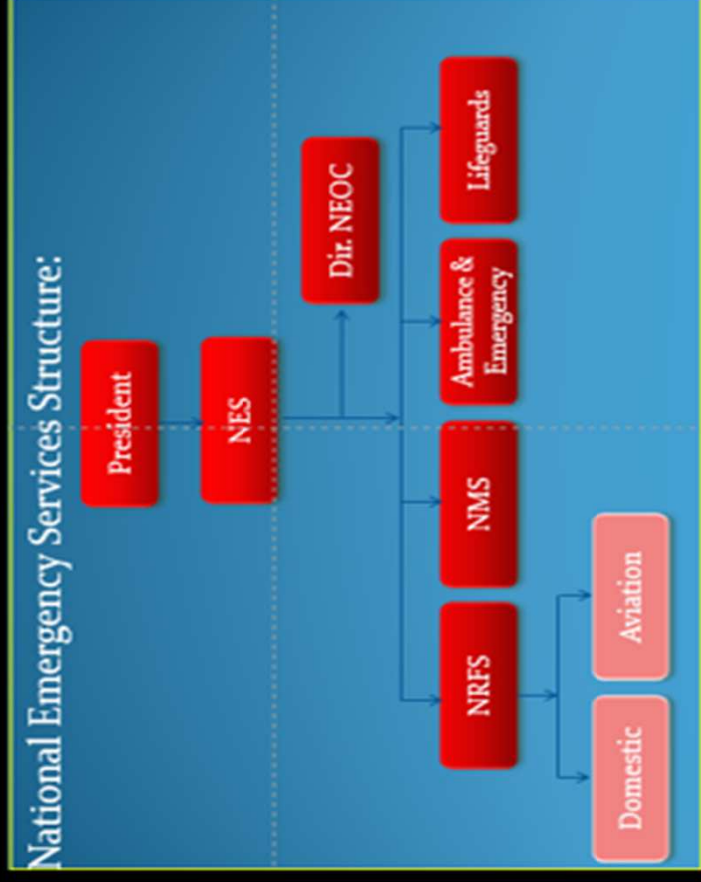 National Emergency Services Structure:
President
NES
Dir. NEOC
NRFS
NMS
Ambulance &
Emergency
Lifeguards
Domestic
Aviation